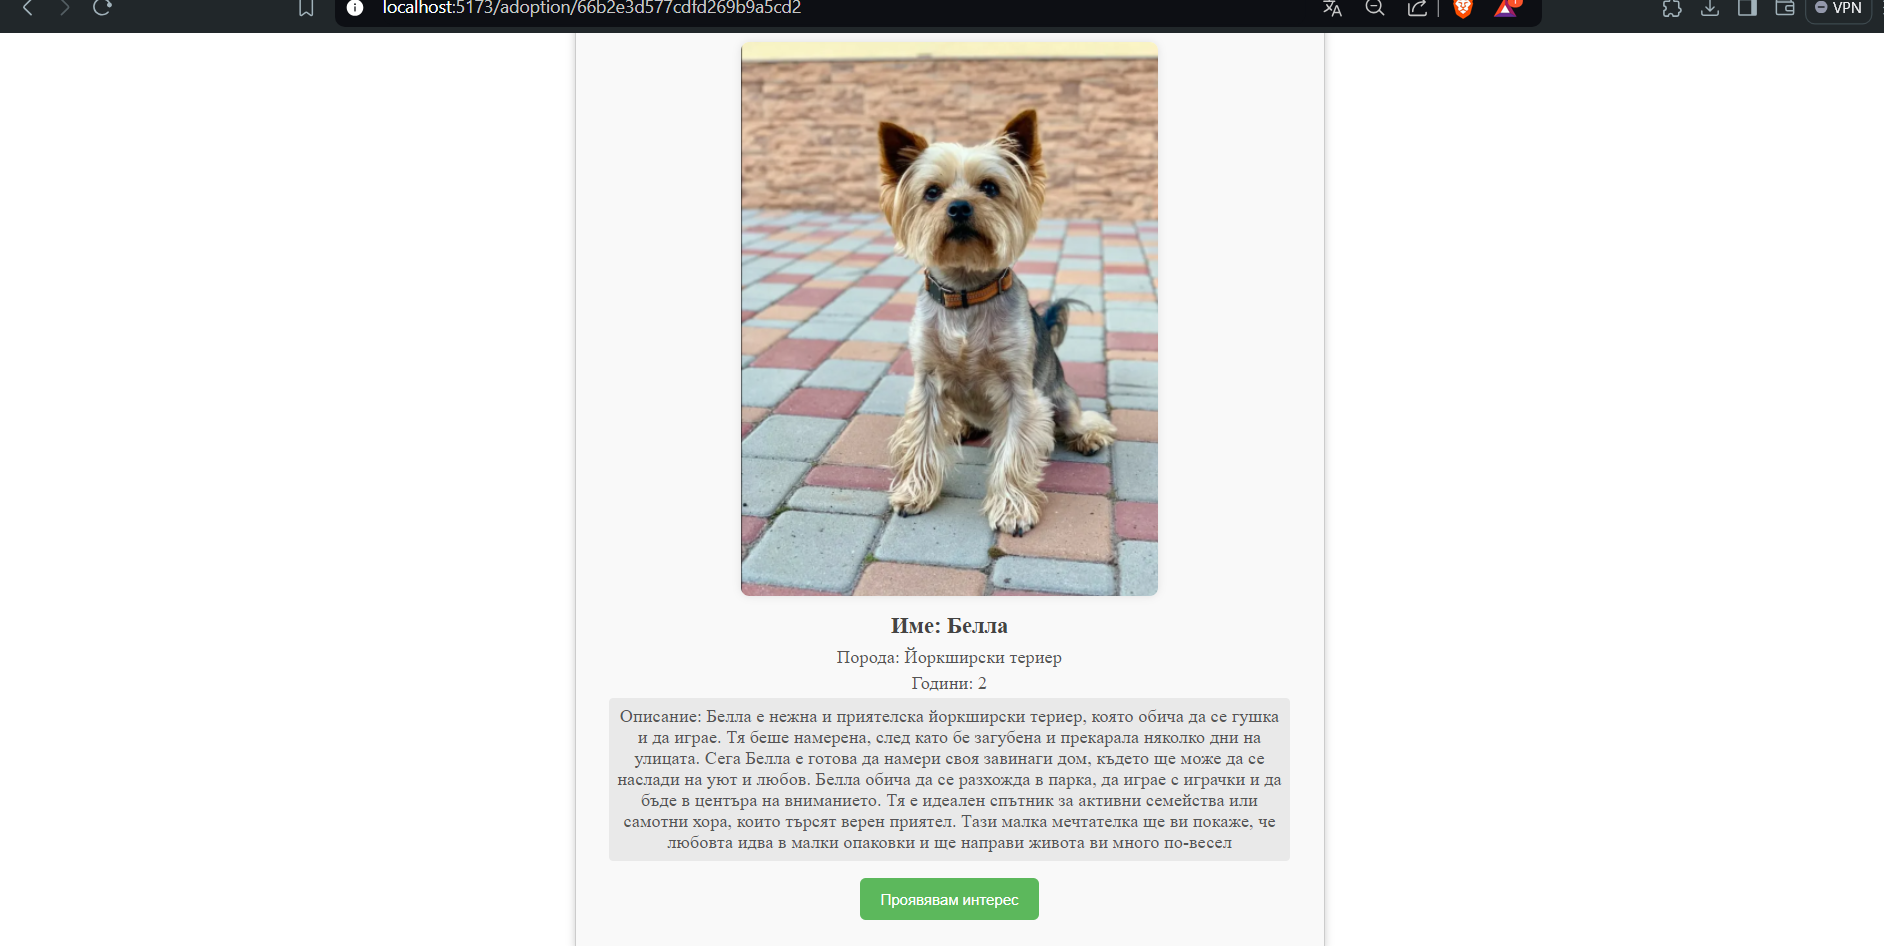 localhost:5173/adoption/66b2e3d577cdfd269b9a5cd2
VPN
Име: Белла
Порода: Йоркширски териер
Години: 2
Описание: Белла е нежна и приятелска йоркширски териер, която обича да се гушка
и да играе. Тя беше намерена, след като бе загубена и прекарала няколко дни на
улицата. Сега Белла е готова да намери своя завинаги дом, където ще може да се
наслади на уют и любов. Белла обича да се разхожда в парка, да играе с играчки и да
бъде в центъра на вниманието. Тя е идеален спътник за активни семейства или
самотни хора, които търсят верен приятел. Тази малка мечтателка ще ви покаже, че
любовта идва в малки опаковки и ще направи живота ви много по-весел
Проявявам интерес